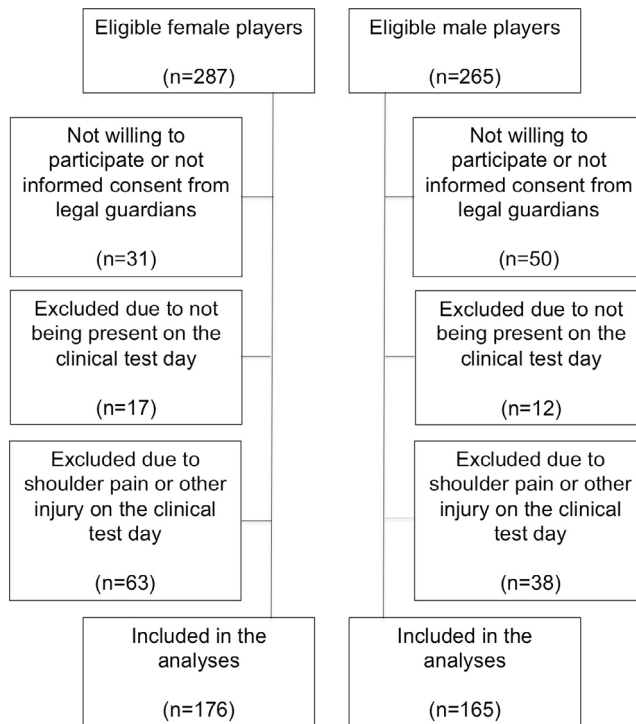 Eligible female players
(n=287)
Eligible male players
(n=265)
Not willing to
participate or not
informed consent from
legal guardians
(n=31)
Not willing to
participate or not
informed consent from
legal guardians
(n=50)
Excluded due to not
being present on the
clinical test day
(n=17)
Excluded due to not
being present on the
clinical test day
(n=12)
Excluded due to
shoulder pain or other
injury on the clinical
test day
(n=63)
Excluded due to
shoulder pain or other
injury on the clinical
test day
(n=38)
Included in the
analyses
(n=176)
Included in the
analyses
(n=165)